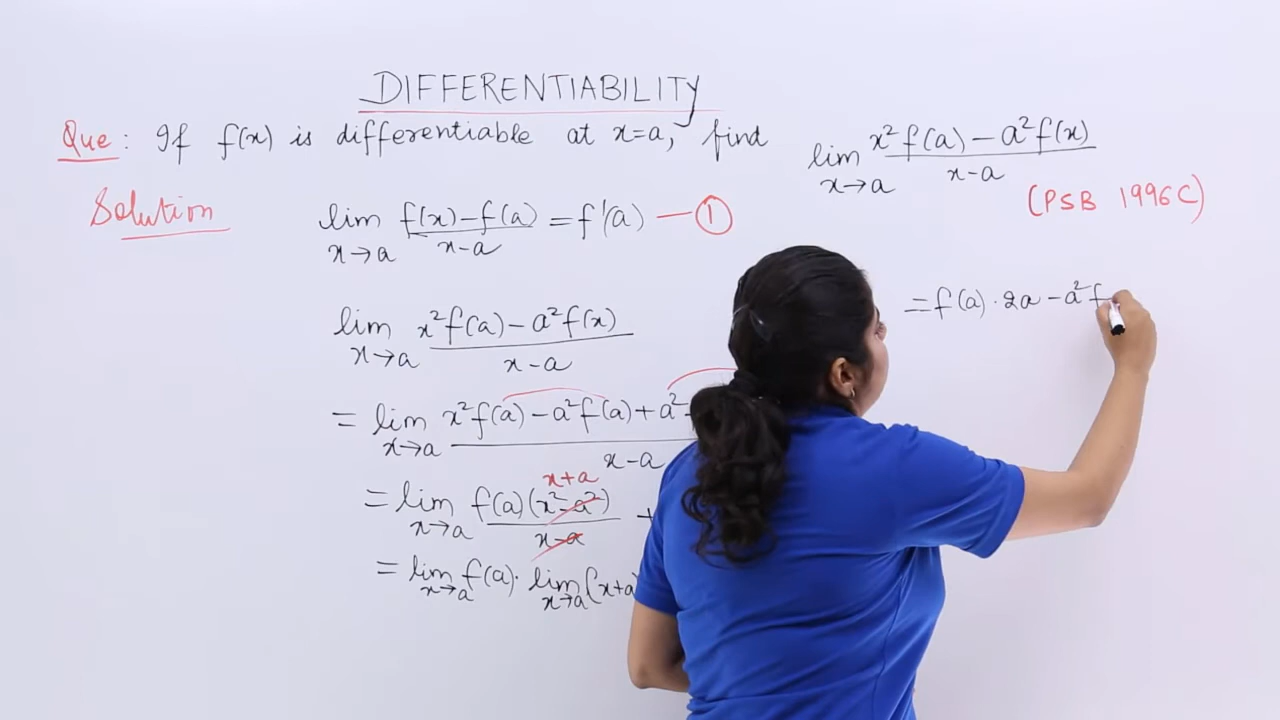 DIFFERENTIABILITY
Que : If f(x) is differentiable at x=a, find lim x→a x²f(a) − a²f(x) / x−a
(PSB 1996C)
Solution
lim x→a f(x)−f(a) / x−a = f'(a) — ①
lim x→a x²f(a) − a²f(x) / x−a
= lim x→a x²f(a) − a²f(a) + a² / x−a
= lim x→a f(a)(x²−a²) / x−a x+a +
= lim x→a f(a) · lim x→a (x+a)
= f(a) · 2a − a² f